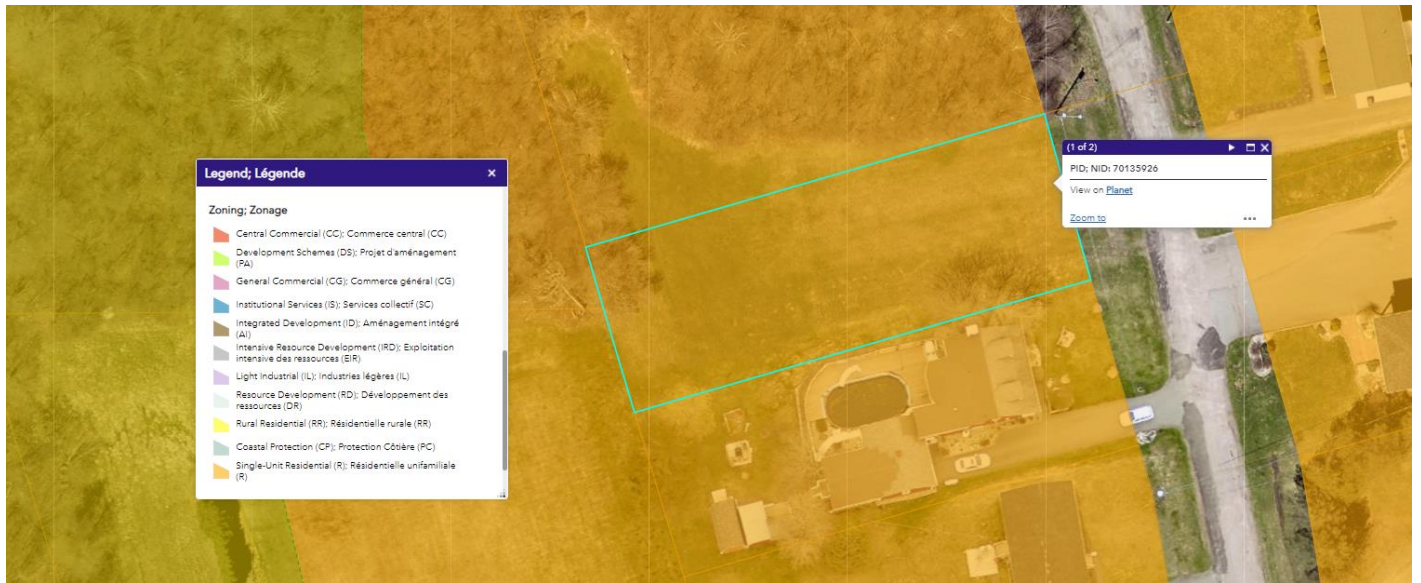 Legend; Légende
Zoning; Zonage
Central Commercial (CC); Commerce central (CC)
Development Schemes (DS); Projet d'aménagement
(PA)
General Commercial (CG); Commerce général (CG)
Institutional Services (IS); Services collectif (SC)
Integrated Development (ID); Aménagement intégré
(AI)
Intensive Resource Development (IRD); Exploitation
intensive des ressources (EIR)
Light Industrial (IL); Industries légères (IL)
Resource Development (RD); Développement des
ressources (DR)
Rural Residential (RR); Résidentielle rurale (RR)
Coastal Protection (CP); Protection Côtière (PC)
Single-Unit Residential (R); Résidentielle unifamiliale
(R)
(1 of 2)
PID; NID: 70135926
View on Planet
Zoom to